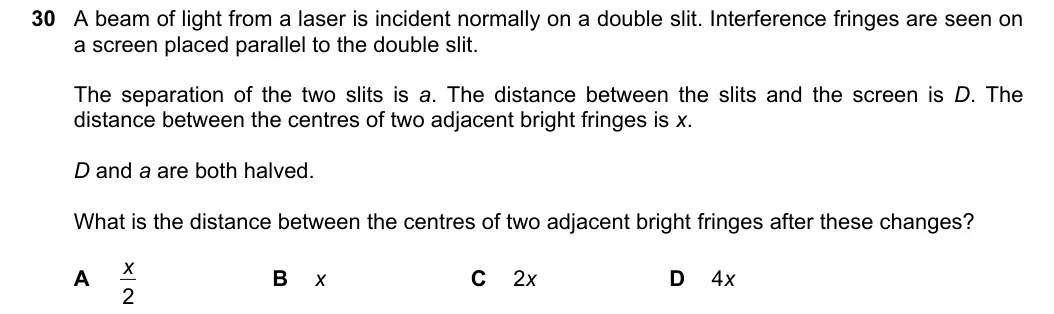 30 A beam of light from a laser is incident normally on a double slit. Interference fringes are seen on
a screen placed parallel to the double slit.
The separation of the two slits is a. The distance between the slits and the screen is D. The
distance between the centres of two adjacent bright fringes is x.
D and a are both halved.
What is the distance between the centres of two adjacent bright fringes after these changes?
A x/2 B x C 2x D 4x